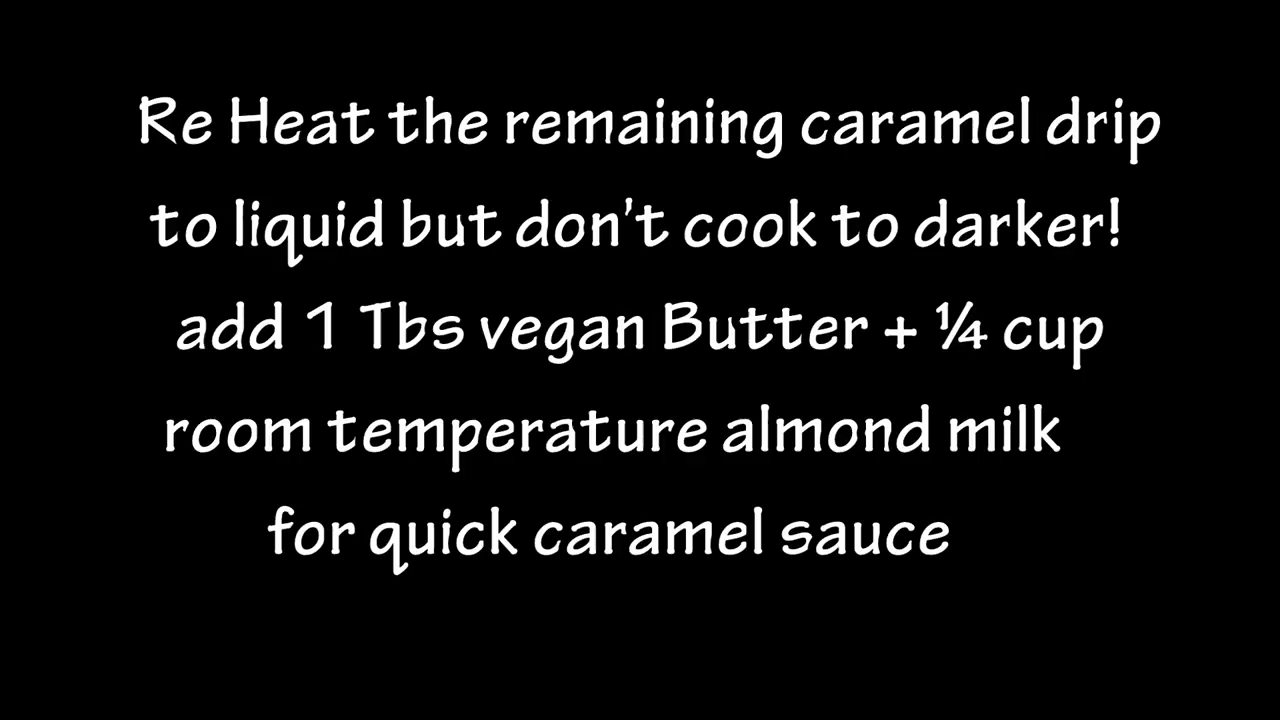 Re Heat the remaining caramel drip
to liquid but don't cook to darker!
add 1 Tbs vegan Butter + ¼ cup
room temperature almond milk
for quick caramel sauce